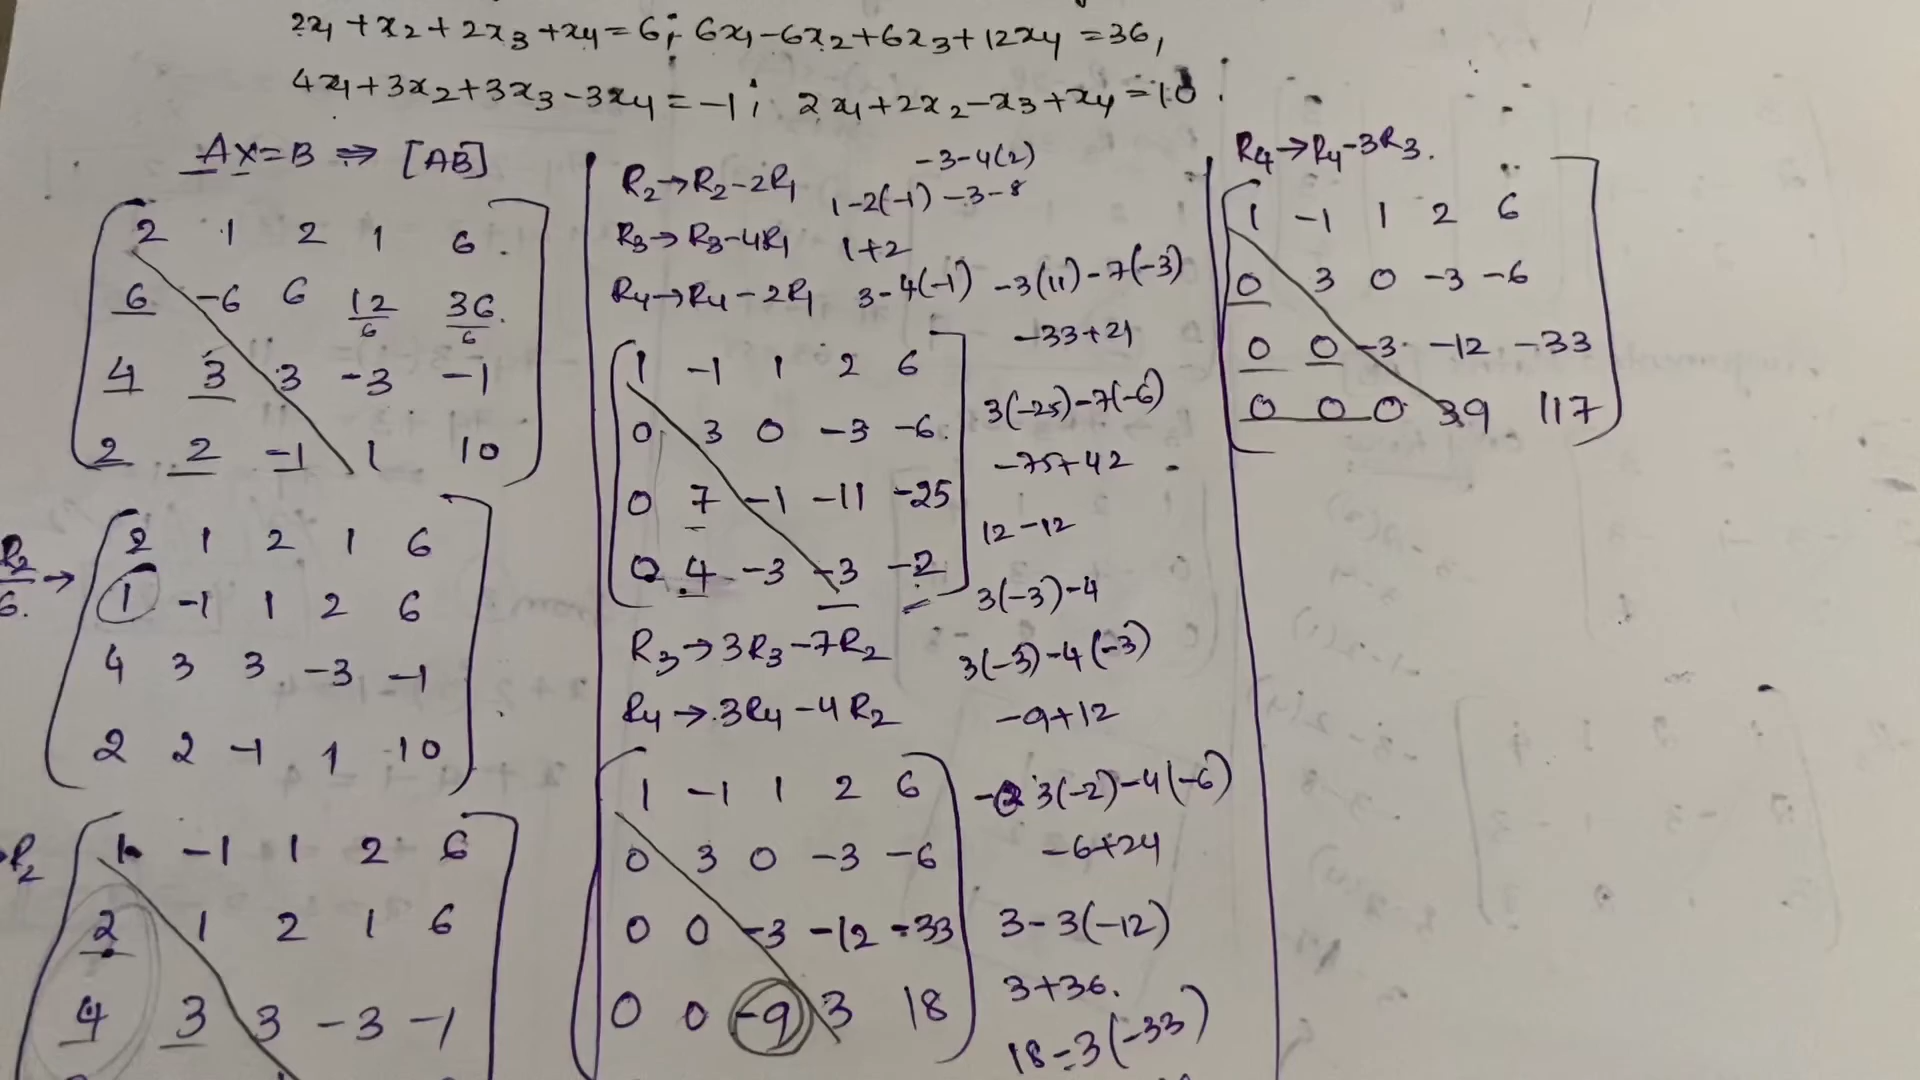 2x1+x2+2x3+x4=6; 6x1-6x2+6x3+12x4=36,
4x1+3x2+3x3-3x4=-1; 2x1+2x2-x3+x4=10.
AX=B ⇒ [AB]
2 1 2 1 6.
6 -6 6 12/6 36/6.
4 3 3 -3 -1
2 2 -1 1 10
R2/6. →
2 1 2 1 6
1 -1 1 2 6
4 3 3 -3 -1
2 2 -1 1 10
R2
1 -1 1 2 6
2 1 2 1 6
4 3 3 -3 -1
R2→R2-2R1
R3→R3-4R1
R4→R4-2R1
-3-4(2)
1-2(-1) -3-8
1+2
3-4(-1) -3(11)-7(-3)
-33+21
1 -1 1 2 6
0 3 0 -3 -6.
0 7 -1 -11 -25
0 4 -3 -3 -2
3(-25)-7(-6)
-75+42
12-12
3(-3)-4
R3→3R3-7R2
R4→3R4-4R2
3(-3)-4(-3)
-9+12
1 -1 1 2 6
0 3 0 -3 -6
0 0 -3 -12 -33
0 0 -9 3 18
3(-2)-4(-6)
-6+24
3-3(-12)
3+36.
18-3(-33)
R4→R4-3R3.
1 -1 1 2 6
0 3 0 -3 -6
0 0 -3 -12 -33
0 0 0 39 117